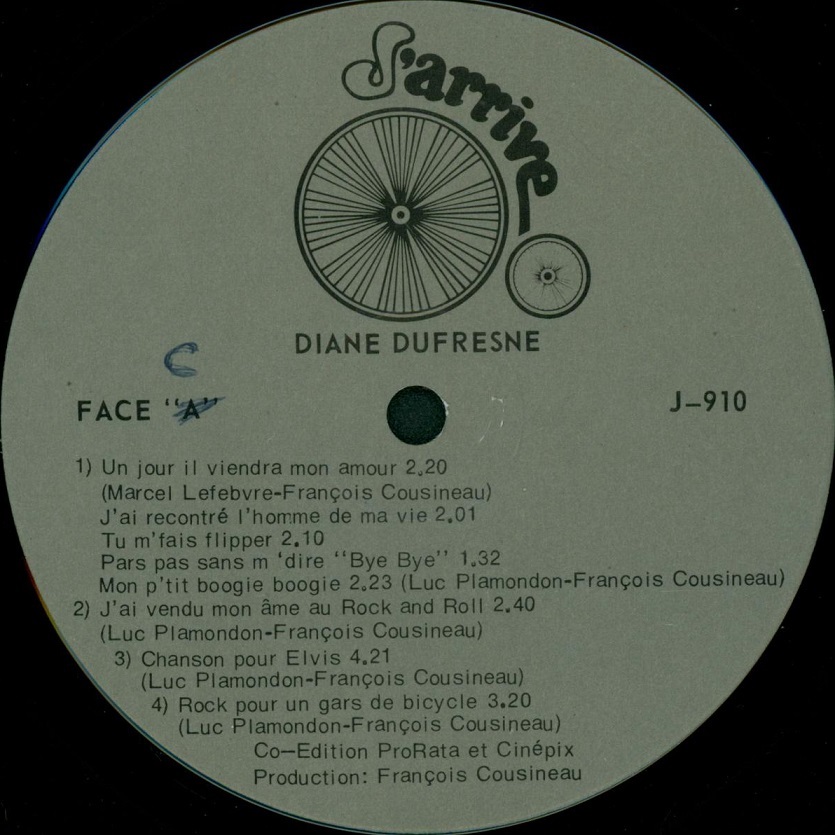 J'arrive
DIANE DUFRESNE
C
FACE "A"
J-910
1) Un jour il viendra mon amour 2.20
(Marcel Lefebvre-François Cousineau)
J'ai recontré l'homme de ma vie 2.01
Tu m'fais flipper 2.10
Pars pas sans m 'dire "Bye Bye" 1.32
Mon p'tit boogie boogie 2.23 (Luc Plamondon-François Cousineau)
2) J'ai vendu mon âme au Rock and Roll 2.40
(Luc Plamondon-François Cousineau)
3) Chanson pour Elvis 4.21
(Luc Plamondon-François Cousineau)
4) Rock pour un gars de bicycle 3.20
(Luc Plamondon-François Cousineau)
Co-Edition ProRata et Cinépix
Production: François Cousineau